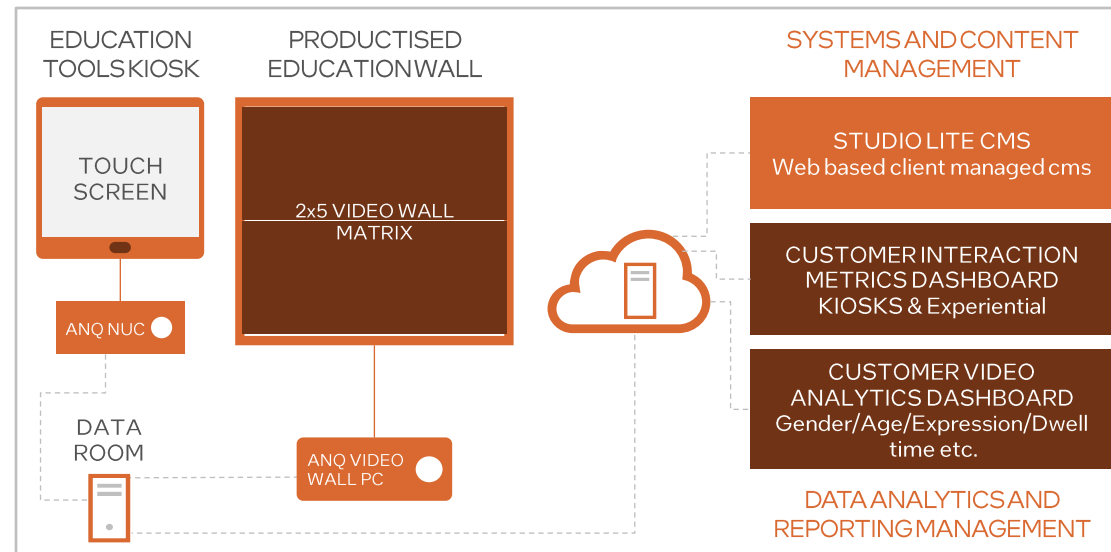 EDUCATION
TOOLS KIOSK
PRODUCTISED
EDUCATION WALL
SYSTEMS AND CONTENT
MANAGEMENT
TOUCH
SCREEN
2x5 VIDEO WALL
MATRIX
STUDIO LITE CMS
Web based client managed cms
CUSTOMER INTERACTION
METRICS DASHBOARD
KIOSKS & Experiential
ANQ NUC
CUSTOMER VIDEO
ANALYTICS DASHBOARD
Gender/Age/Expression/Dwell
time etc.
DATA
ROOM
ANQ VIDEO
WALL PC
DATA ANALYTICS AND
REPORTING MANAGEMENT